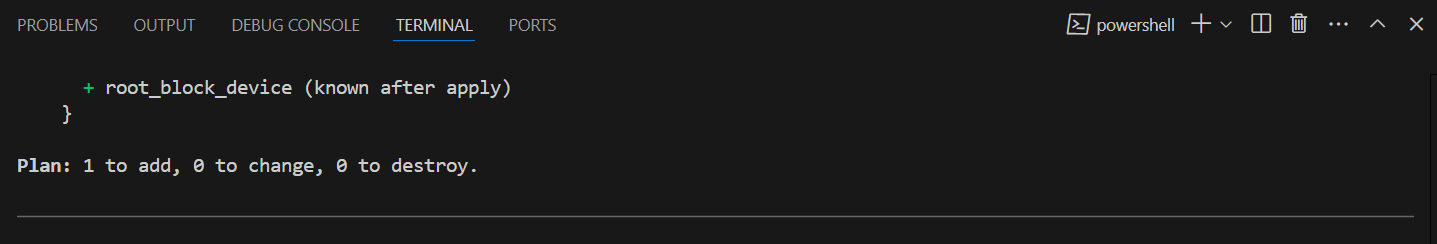 PROBLEMS OUTPUT DEBUG CONSOLE TERMINAL PORTS powershell
+ root_block_device (known after apply)
}
Plan: 1 to add, 0 to change, 0 to destroy.